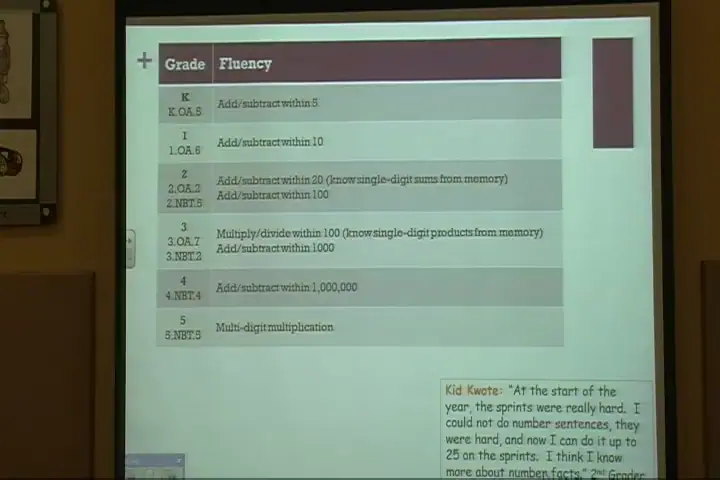 +
Grade Fluency
K
K.OA.5
Add/subtract within 5
1
1.OA.6
Add/subtract within 10
2
2.OA.2
2.NBT.5
Add/subtract within 20 (know single-digit sums from memory)
Add/subtract within 100
3
3.OA.7
3.NBT.2
Multiply/divide within 100 (know single-digit products from memory)
Add/subtract within 1000
4
4.NBT.4
Add/subtract within 1,000,000
5
5.NBT.5
Multi-digit multiplication
Kid Kwote: "At the start of the
year, the sprints were really hard. I
could not do number sentences, they
were hard, and now I can do it up to
25 on the sprints. I think I know
more about number facts." 2nd Grader